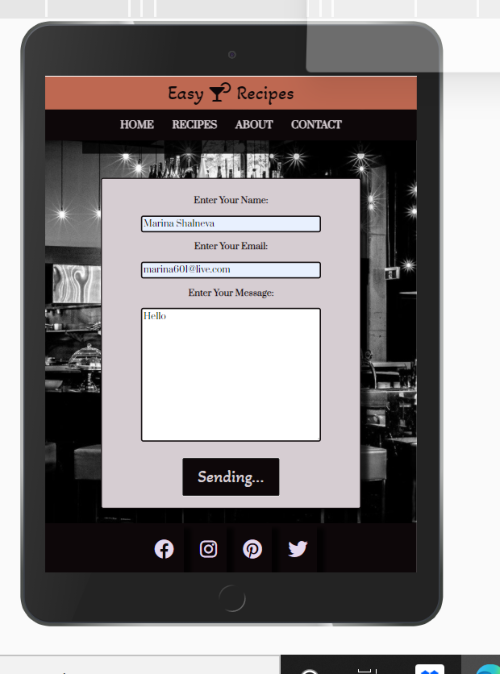 Easy Recipes
HOME RECIPES ABOUT CONTACT
Enter Your Name:
Marina Shalneva
Enter Your Email:
marina601@live.com
Enter Your Message:
Hello
Sending...